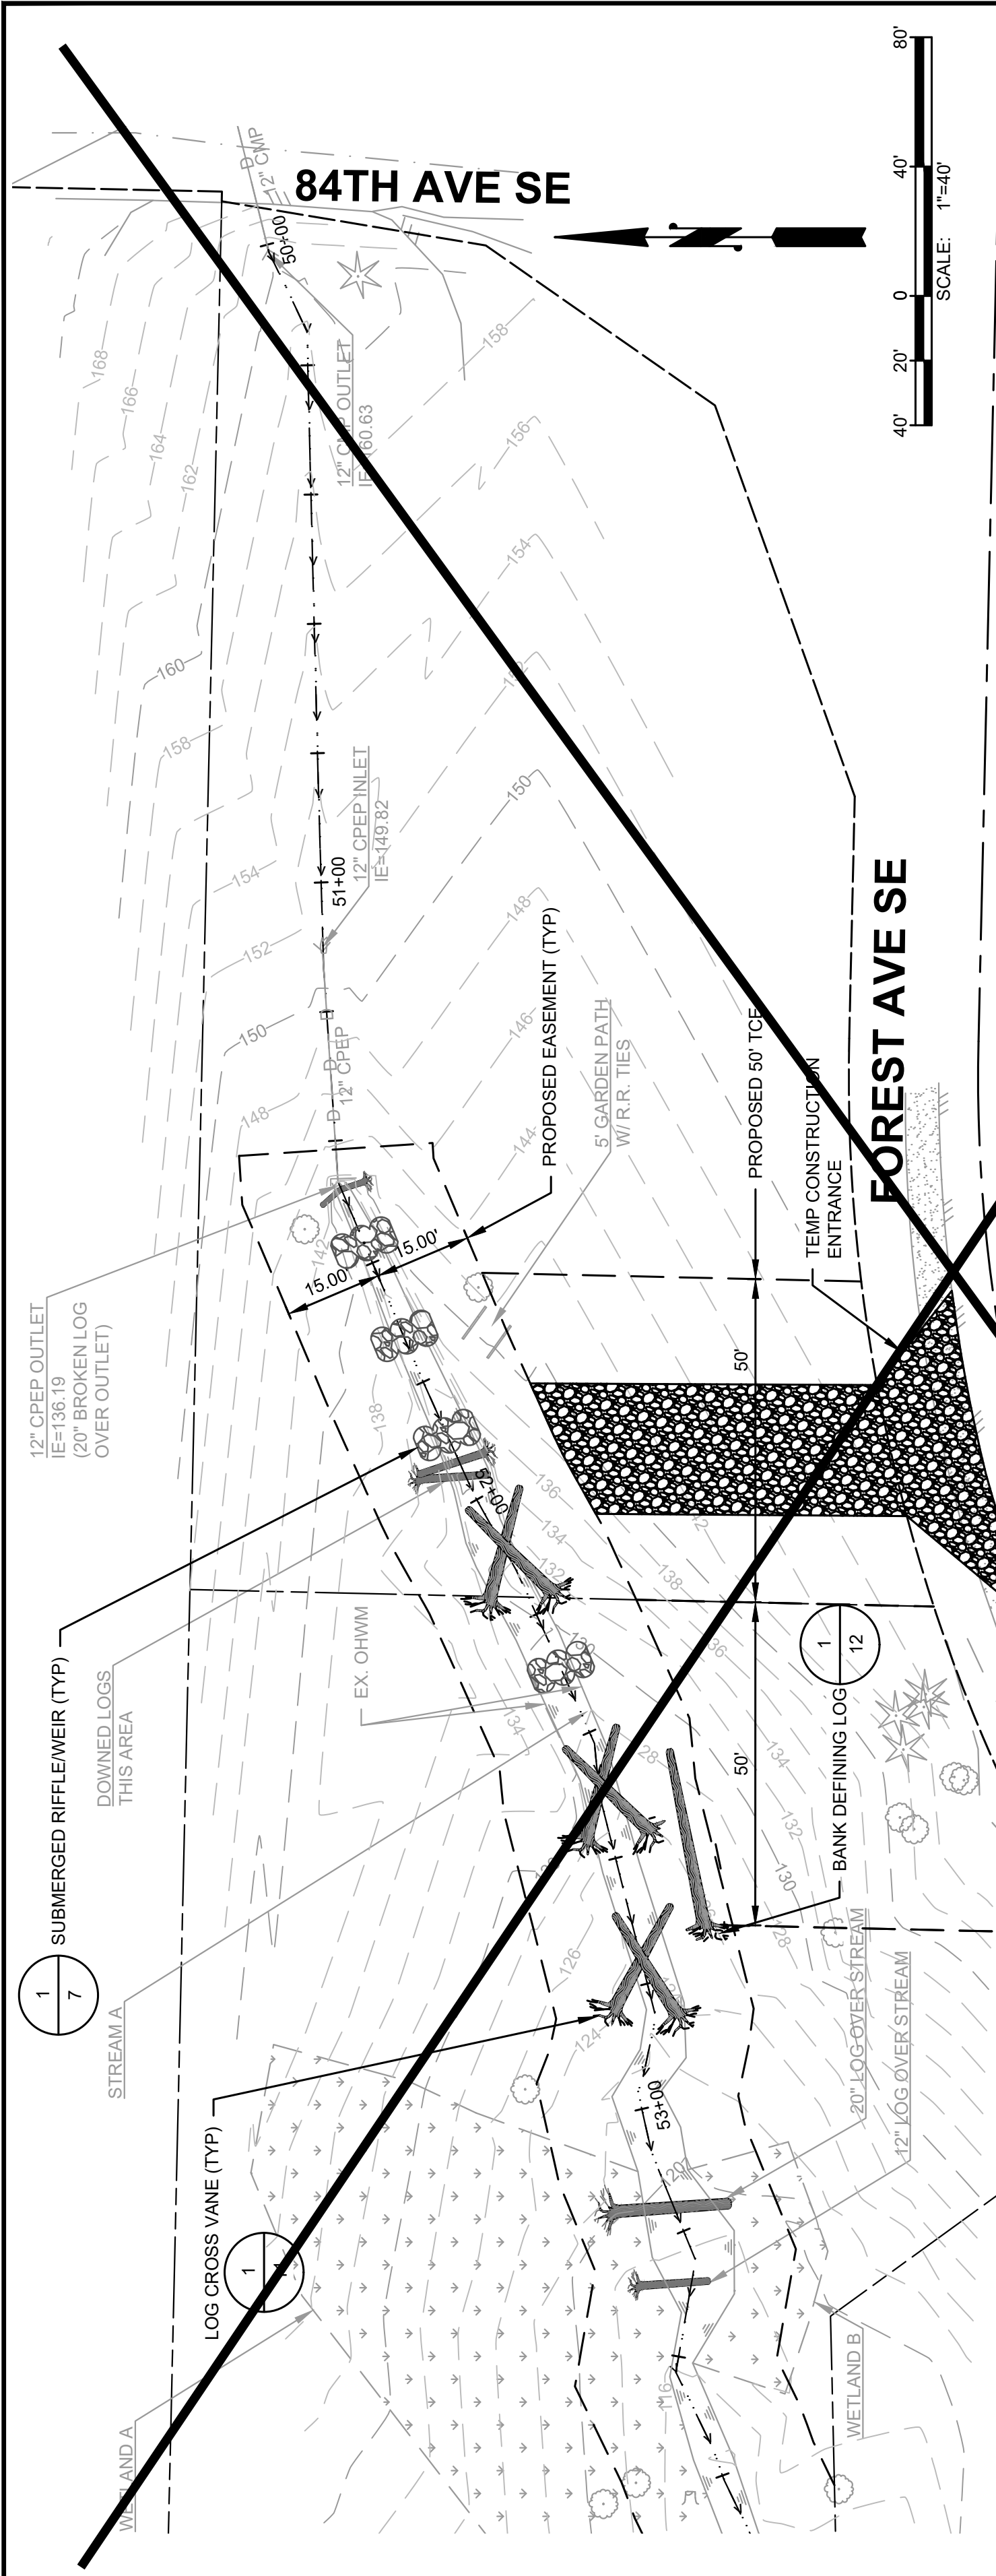 84TH AVE SE
D
12" CMP
50+00
12" CMP OUTLET
80'
40'
0
20'
40'
SCALE: 1"=40'
168
166
164
162
160
158
154
152
150
148
158
156
154
150
148
146
144
12" CPEP INLET
IE=149.82
51+00
D
D
D
12" CPEP
PROPOSED EASEMENT (TYP)
5' GARDEN PATH
W/ R.R. TIES
PROPOSED 50' TCE
TEMP CONSTRUCTION
ENTRANCE
FOREST AVE SE
12" CPEP OUTLET
IE=136.19
(20" BROKEN LOG
OVER OUTLET)
142
15.00'
15.00'
138
50'
136
134
132
52+00
138
136
SUBMERGED RIFFLE/WEIR (TYP)
1
7
DOWNED LOGS
THIS AREA
EX. OHWM
134
STREAM A
1
12
BANK DEFINING LOG
50'
134
132
130
128
126
124
LOG CROSS VANE (TYP)
1
53+00
120
20" LOG OVER STREAM
12" LOG OVER STREAM
116
WETLAND A
WETLAND B